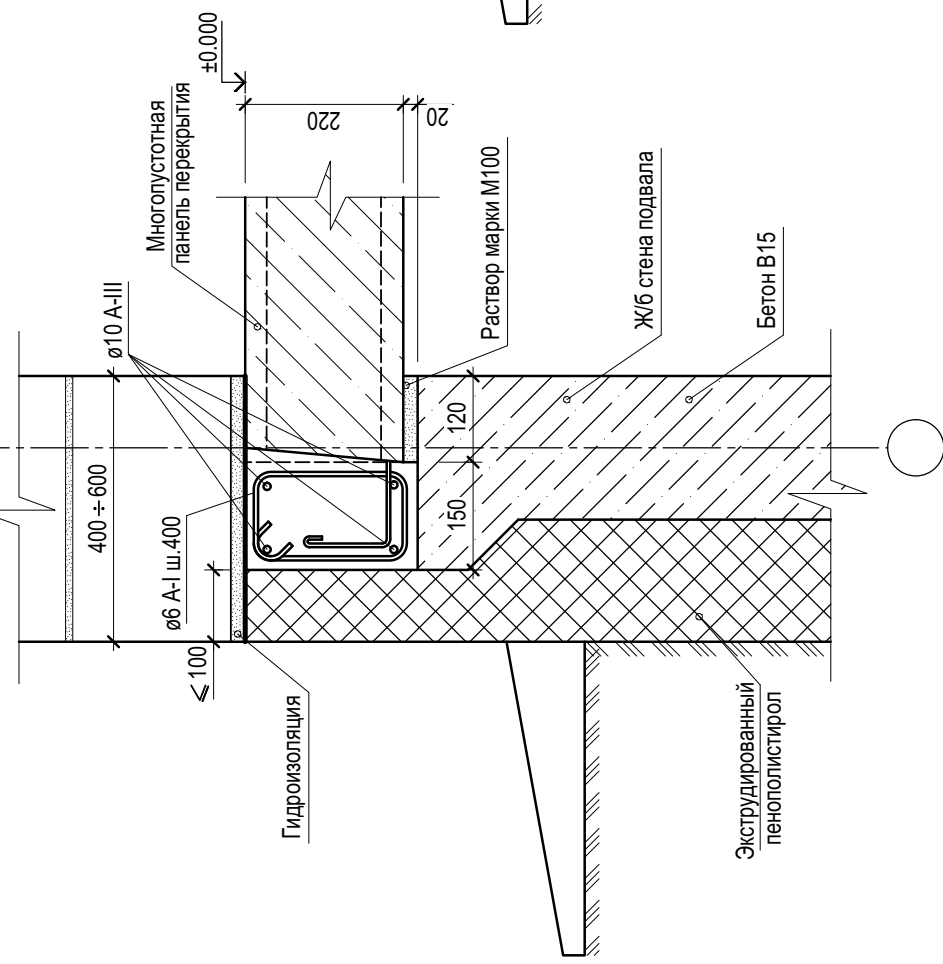 ±0.000
Многопустотная
панель перекрытия
220
20
ø10 А-III
400÷600
ø6 А-I ш.400
Раствор марки М100
120
150
Ж/б стена подвала
Бетон В15
⩽100
Гидроизоляция
Экструдированный
пенополистирол